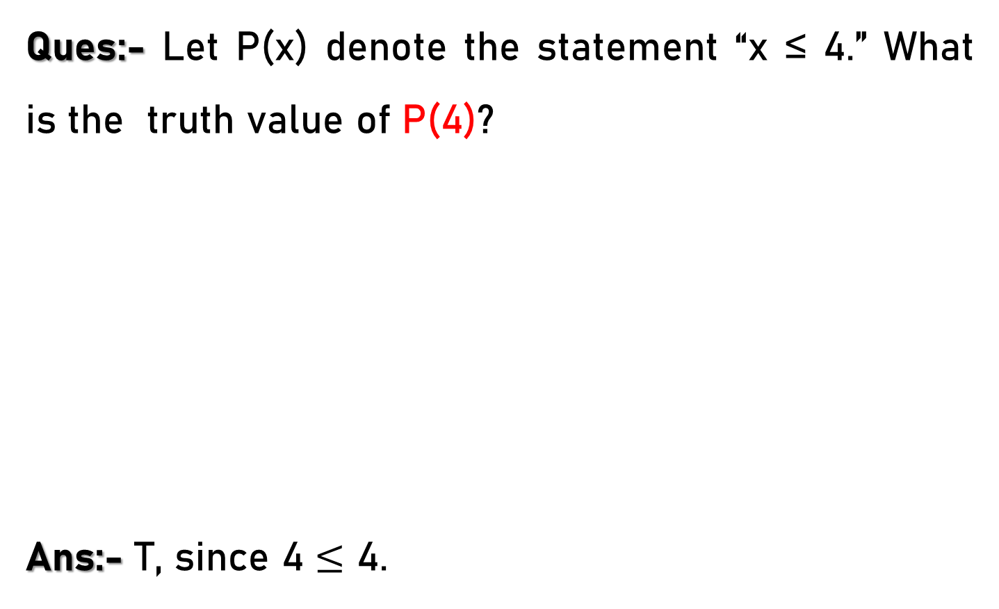 Ques:- Let P(x) denote the statement “x ≤ 4.” What
is the truth value of P(4)?
Ans:- T, since 4 ≤ 4.